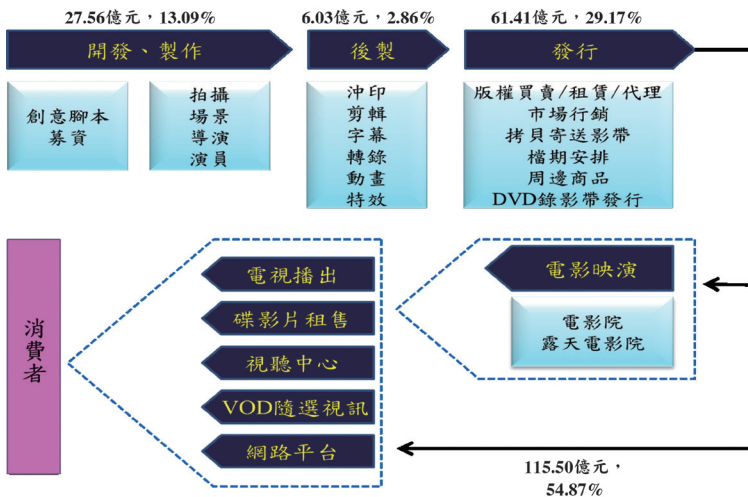 27.56億元，13.09%
6.03億元，2.86%
61.41億元，29.17%
開發、製作
後製
發行
創意腳本
募資
拍攝
場景
導演
演員
沖印
剪輯
字幕
轉錄
動畫
特效
版權買賣/租賃/代理
市場行銷
拷貝寄送影帶
檔期安排
周邊商品
DVD錄影帶發行
消費者
電視播出
碟影片租售
視聽中心
VOD隨選視訊
網路平台
電影映演
電影院
露天電影院
115.50億元，
54.87%